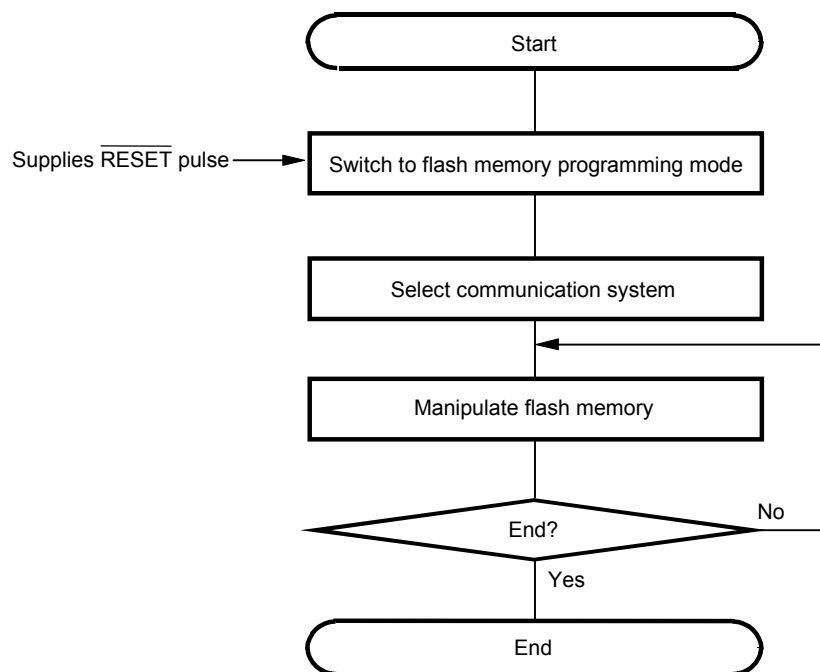 Start
Supplies RESET pulse
Switch to flash memory programming mode
Select communication system
Manipulate flash memory
End?
No
Yes
End